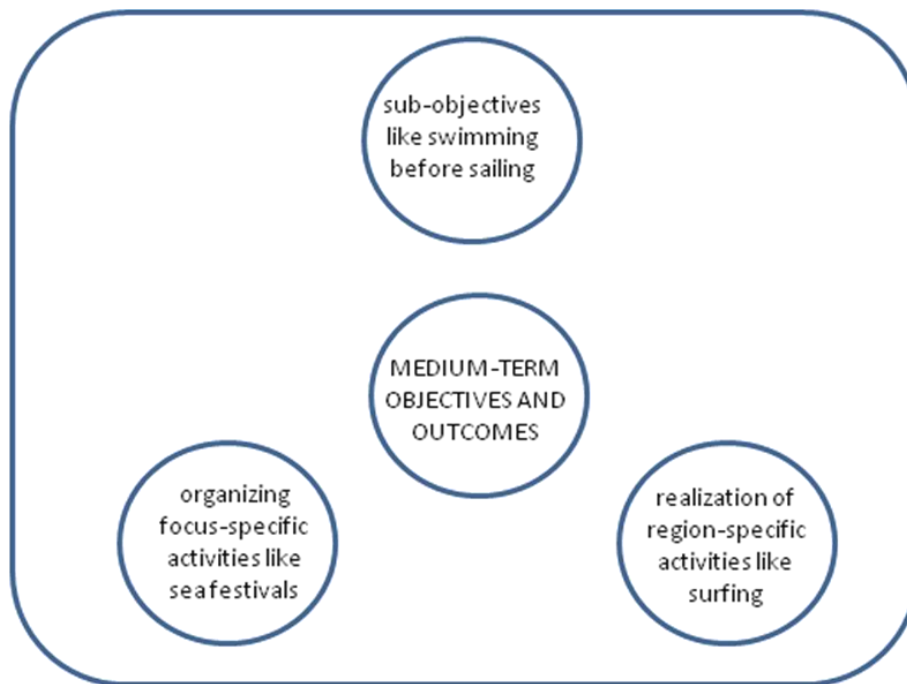 sub-objectives
like swimming
before sailing
MEDIUM-TERM
OBJECTIVES AND
OUTCOMES
organizing
focus-specific
activities like
sea festivals
realization of
region-specific
activities like
surfing